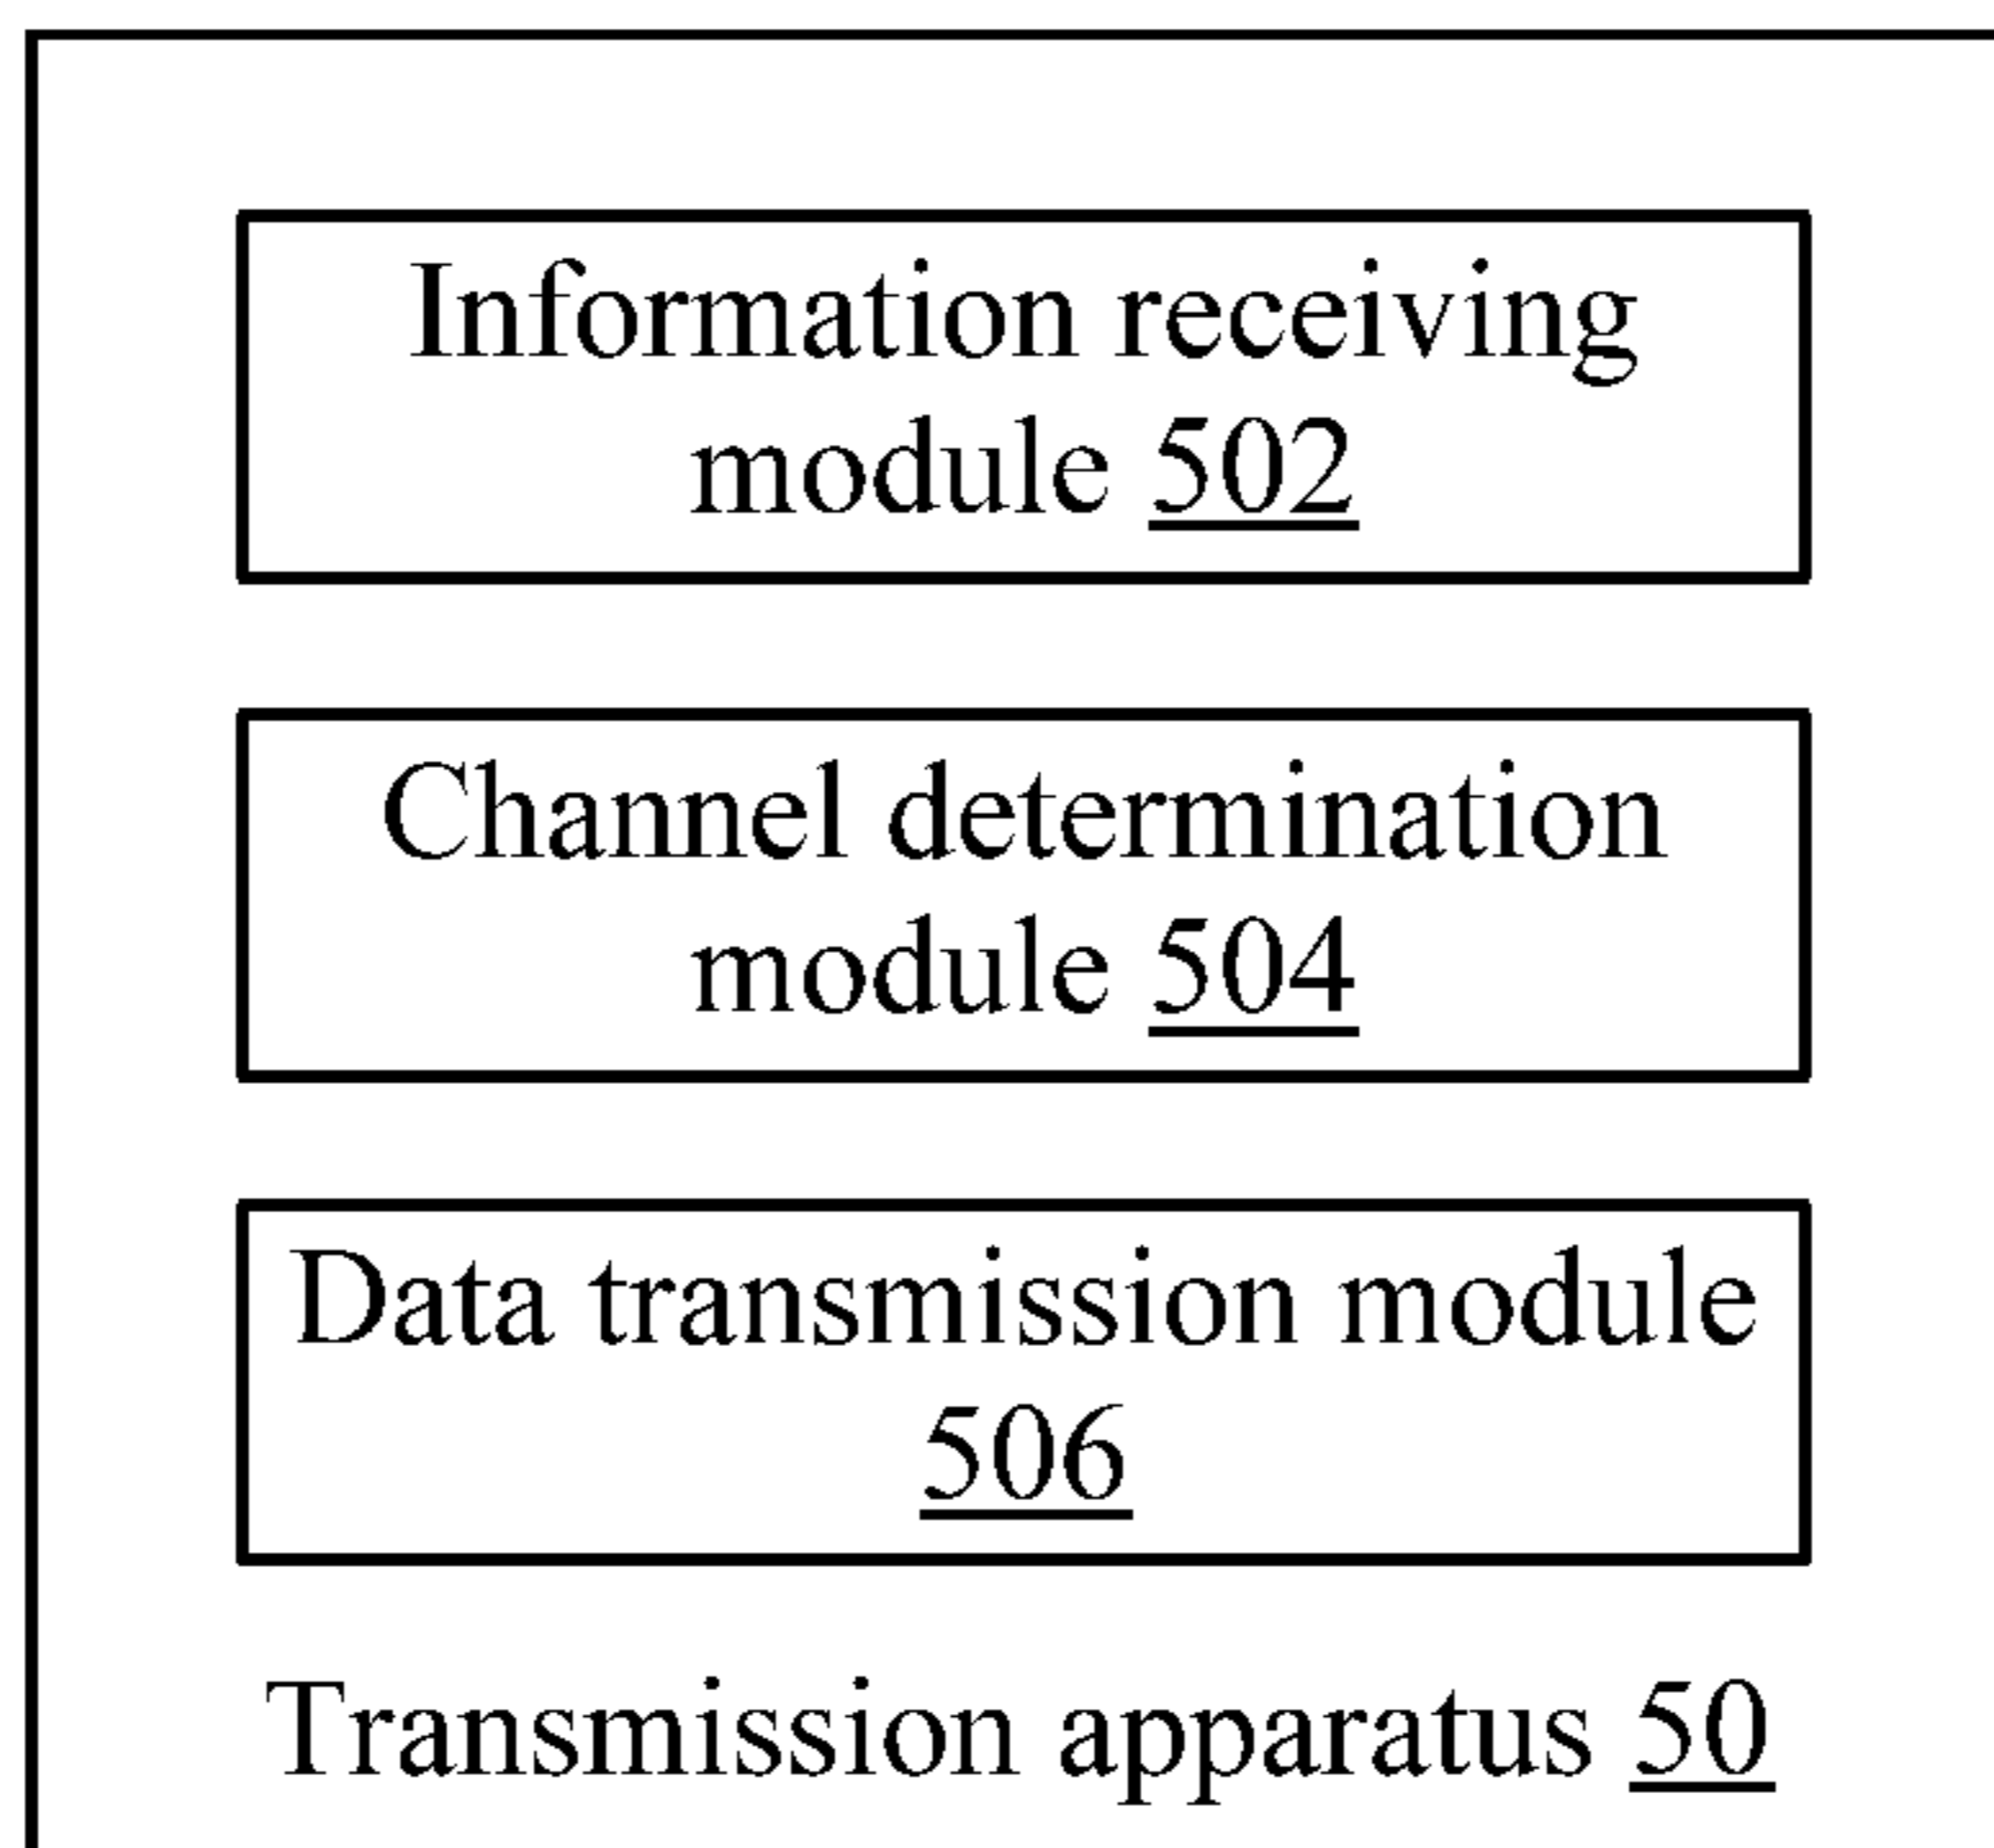 Information receiving
module 502
Channel determination
module 504
Data transmission module
506
Transmission apparatus 50